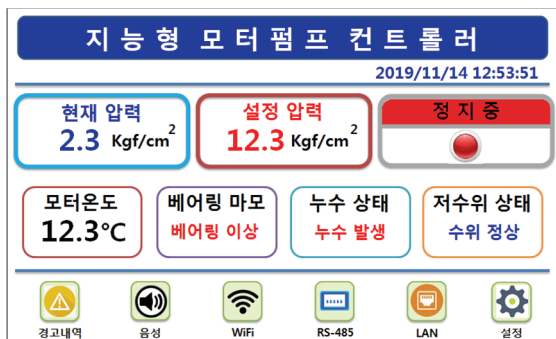 지능형 모터펌프 컨트롤러
2019/11/14 12:53:51
현재 압력
2.3 Kgf/cm²
설정 압력
12.3 Kgf/cm²
정 지 중
모터온도
12.3℃
베어링 마모
베어링 이상
누수 상태
누수 발생
저수위 상태
수위 정상
경고내역
음성
WiFi
RS-485
LAN
설정